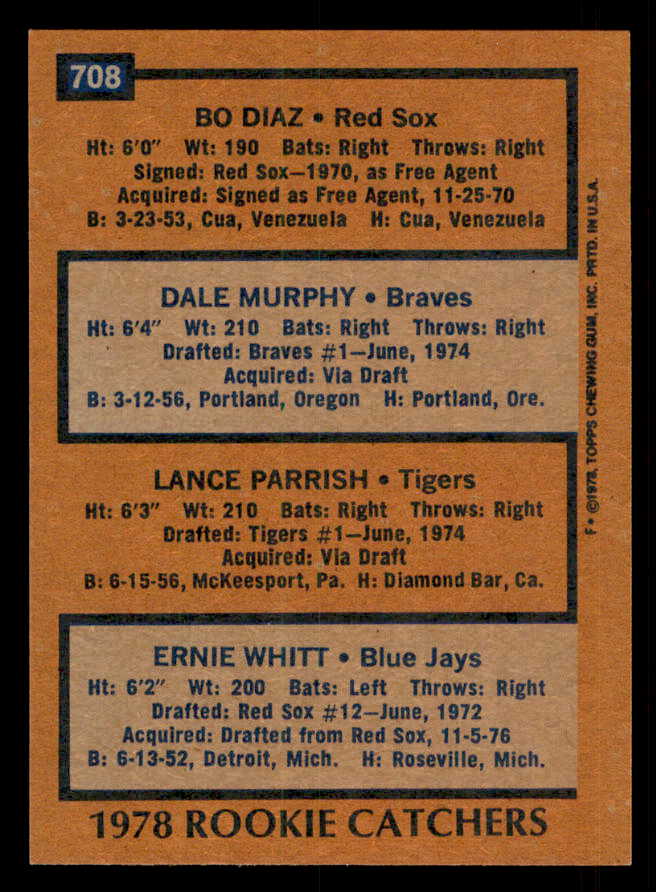 708
BO DIAZ • Red Sox
Ht: 6'0" Wt: 190 Bats: Right Throws: Right
Signed: Red Sox—1970, as Free Agent
Acquired: Signed as Free Agent, 11-25-70
B: 3-23-53, Cua, Venezuela H: Cua, Venezuela
DALE MURPHY • Braves
Ht: 6'4" Wt: 210 Bats: Right Throws: Right
Drafted: Braves #1—June, 1974
Acquired: Via Draft
B: 3-12-56, Portland, Oregon H: Portland, Ore.
LANCE PARRISH • Tigers
Ht: 6'3" Wt: 210 Bats: Right Throws: Right
Drafted: Tigers #1—June, 1974
Acquired: Via Draft
B: 6-15-56, McKeesport, Pa. H: Diamond Bar, Ca.
ERNIE WHITT • Blue Jays
Ht: 6'2" Wt: 200 Bats: Left Throws: Right
Drafted: Red Sox #12—June, 1972
Acquired: Drafted from Red Sox, 11-5-76
B: 6-13-52, Detroit, Mich. H: Roseville, Mich.
1978 ROOKIE CATCHERS
F• ©1978, TOPPS CHEWING GUM, INC. PRTD. IN U.S.A.